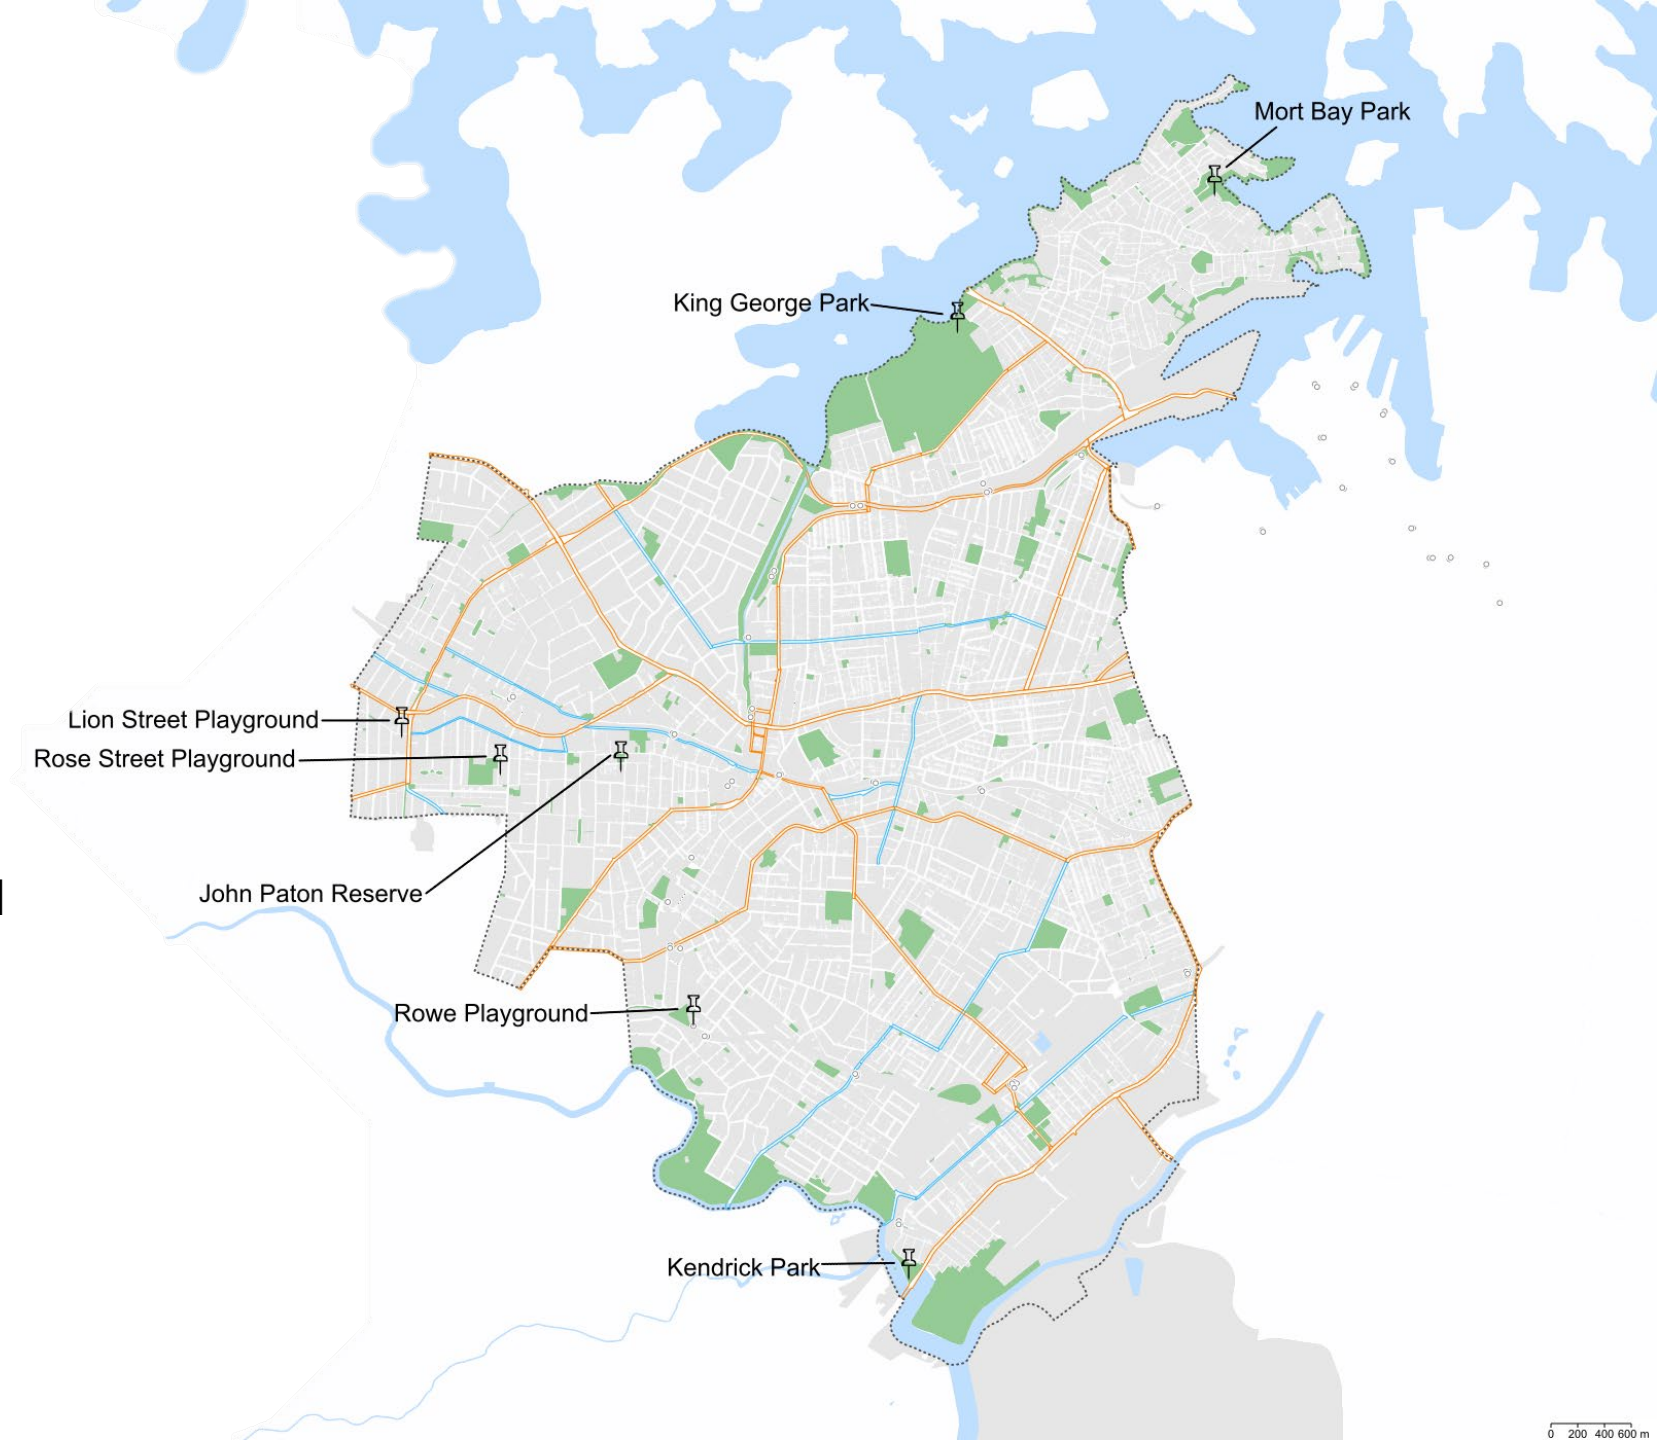 Mort Bay Park
King George Park
Lion Street Playground
Rose Street Playground
John Paton Reserve
Rowe Playground
Kendrick Park
0 200 400 600 m